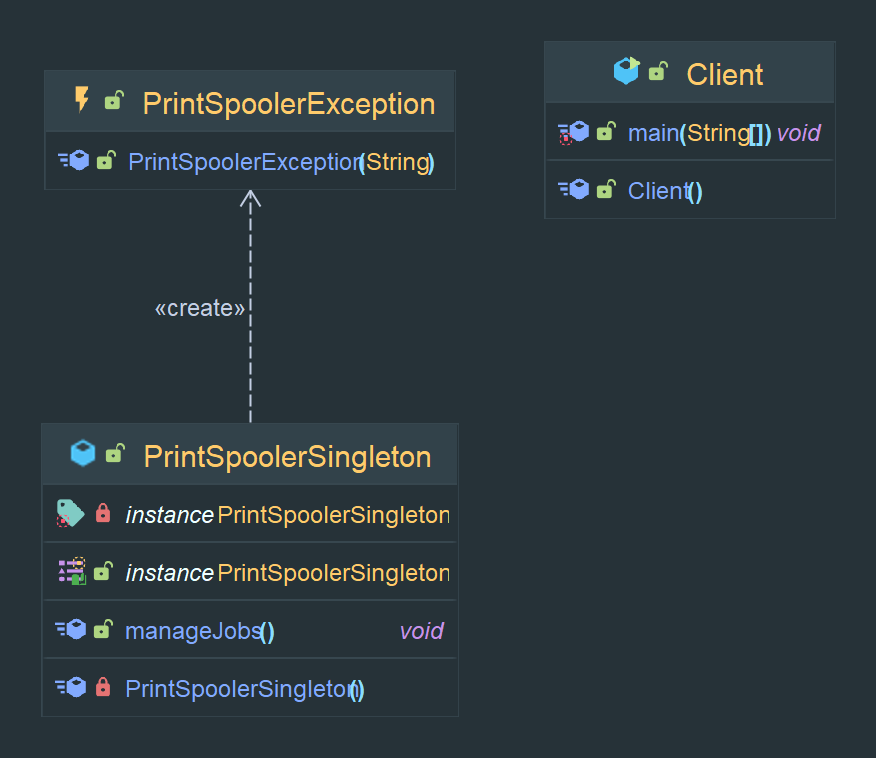 PrintSpoolerException
PrintSpoolerException(String)
«create»
PrintSpoolerSingleton
instance PrintSpoolerSingleton
instance PrintSpoolerSingleton
manageJobs() void
PrintSpoolerSingleton()
Client
main(String[]) void
Client()